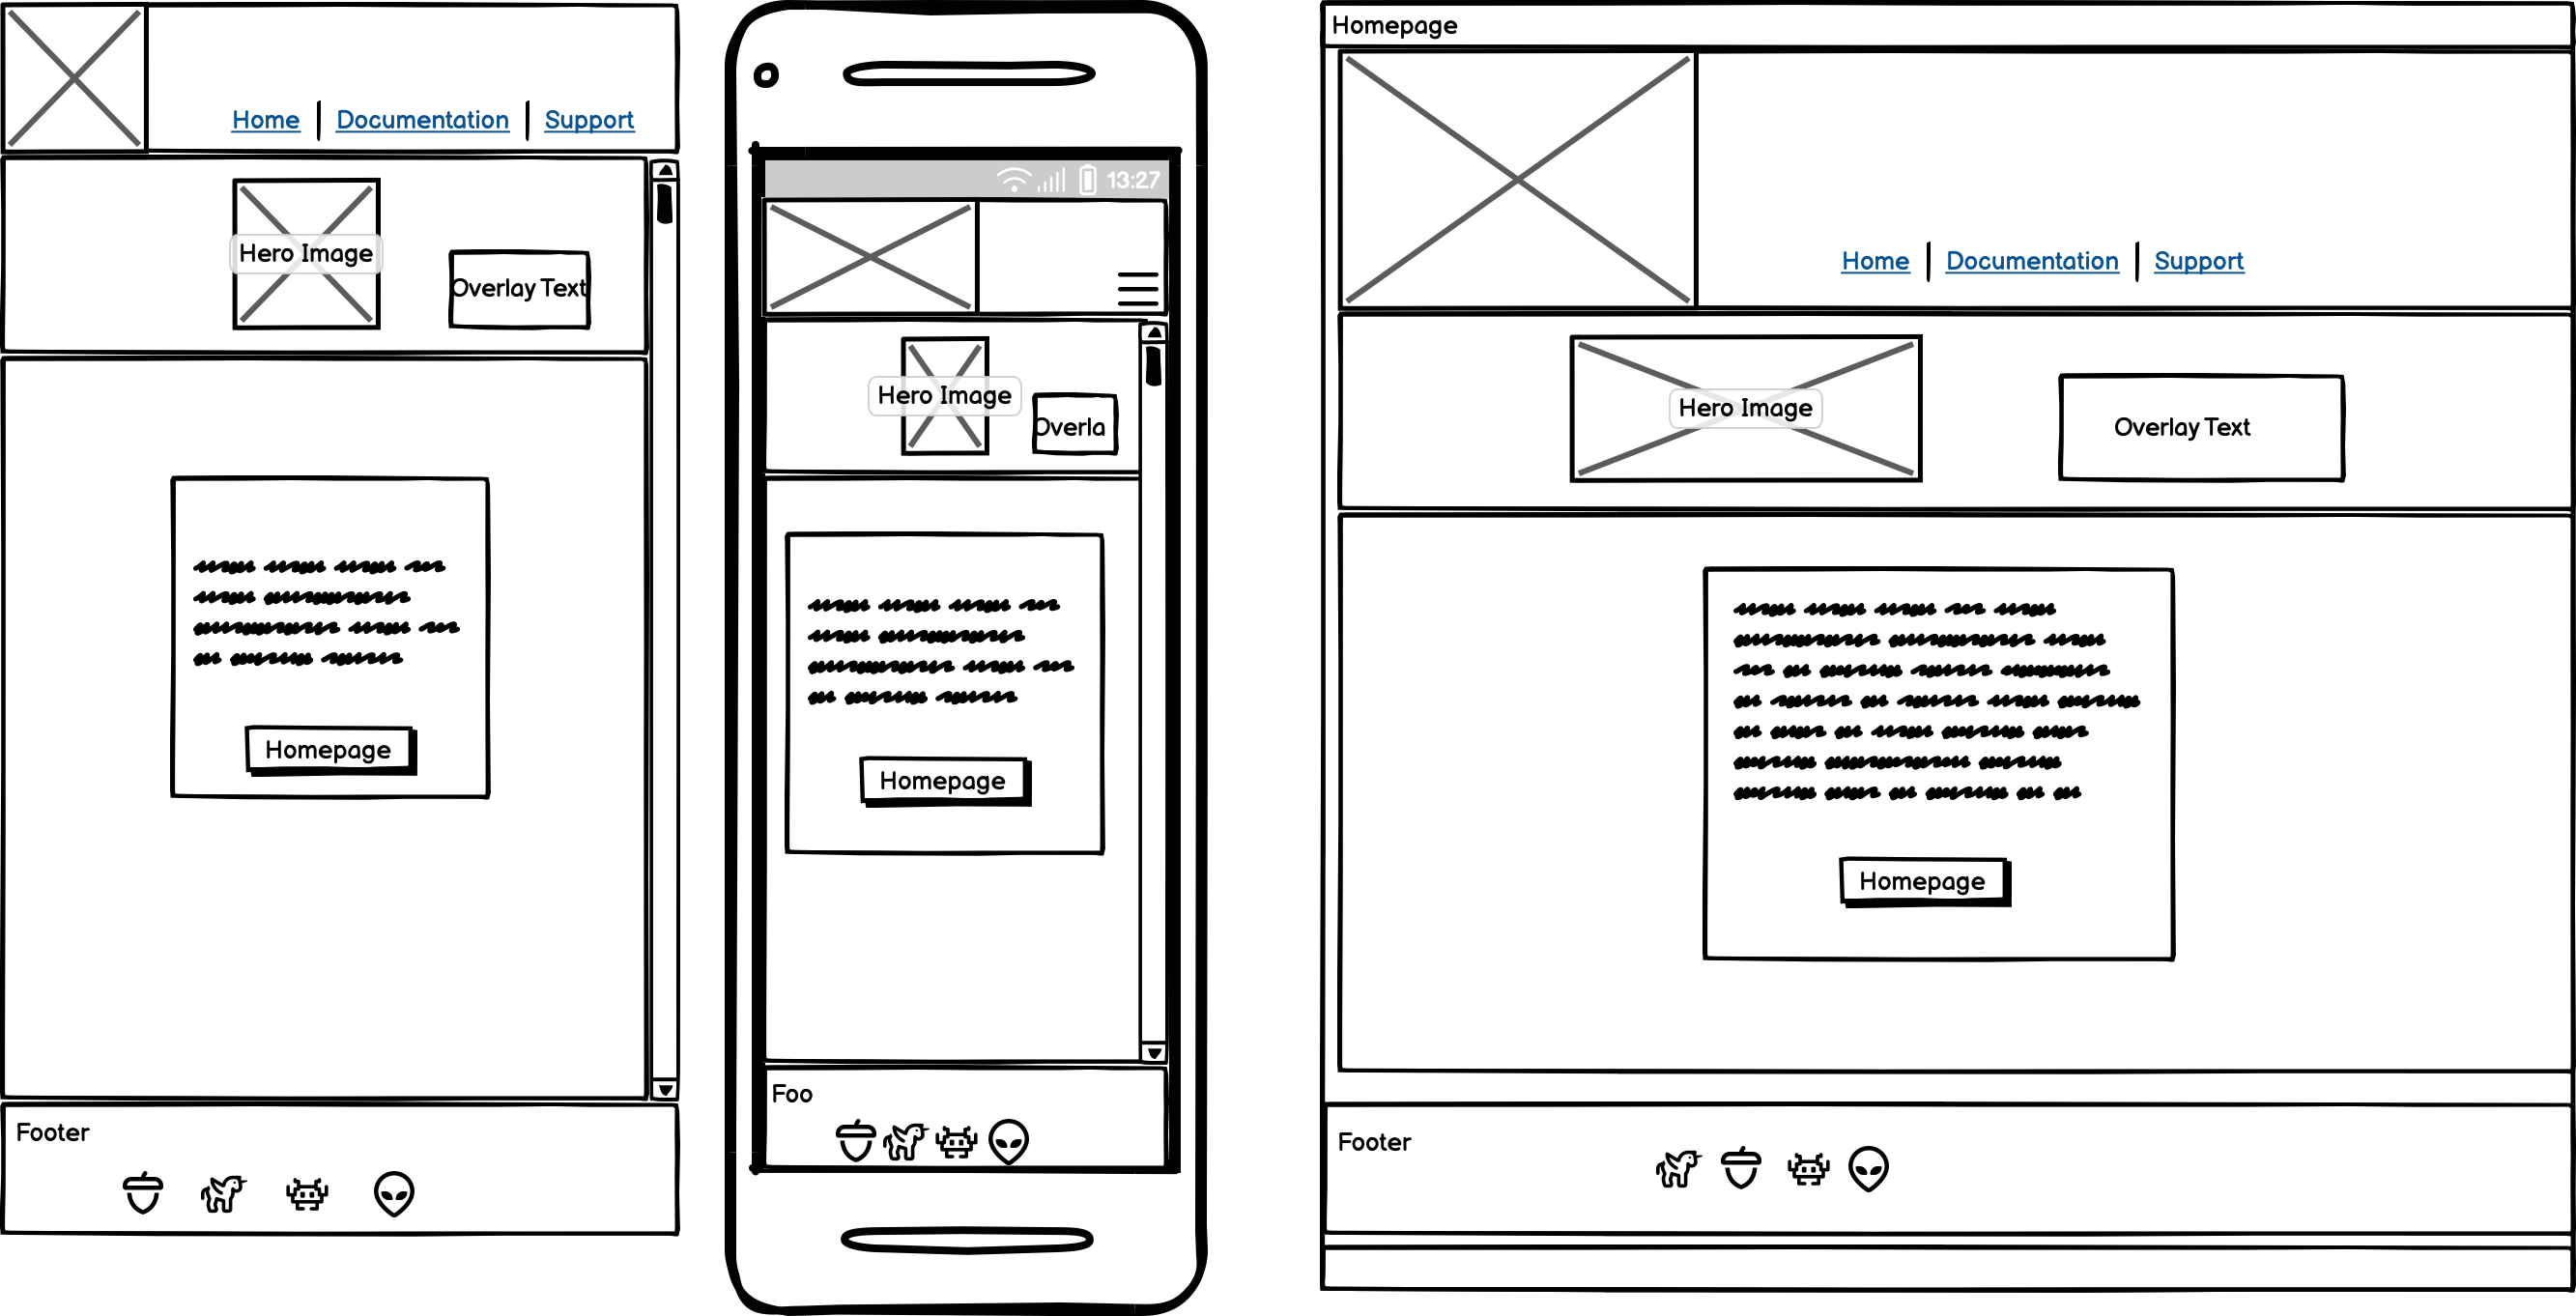 Home Documentation Support
Hero Image
Overlay Text
Homepage
Footer
13:27
Hero Image
Overla
Homepage
Foo
Homepage
Home Documentation Support
Hero Image
Overlay Text
Homepage
Footer